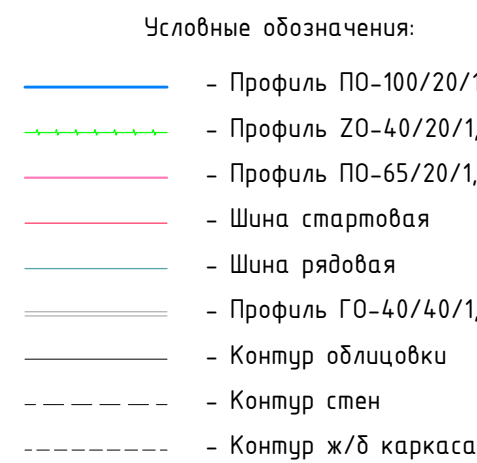 Условные обозначения:
- Профиль ПО-100/20/1
- Профиль ZО-40/20/1,
- Профиль ПО-65/20/1,
- Шина стартовая
- Шина рядовая
- Профиль ГО-40/40/1,
- Контур облицовки
- Контур стен
- Контур ж/б каркаса